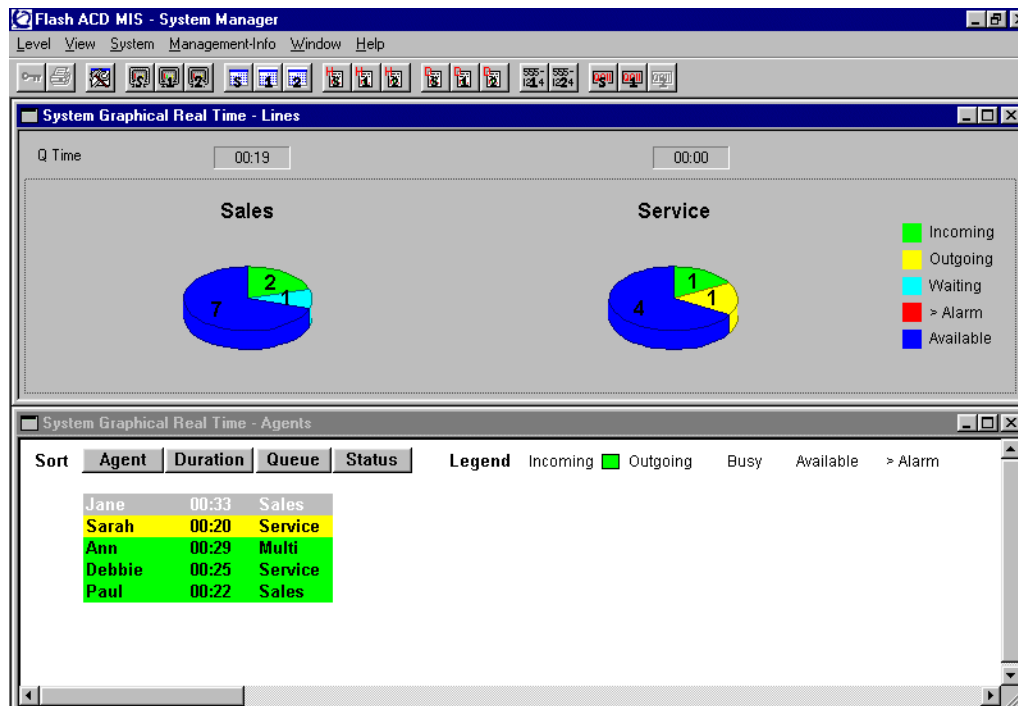 Flash ACD MIS - System Manager
Level View System Management-Info Window Help
System Graphical Real Time - Lines
Q Time 00:19 00:00
Sales Service
2 1 7
1 1 4
Incoming
Outgoing
Waiting
> Alarm
Available
System Graphical Real Time - Agents
Sort Agent Duration Queue Status Legend Incoming Outgoing Busy Available > Alarm
Jane 00:33 Sales
Sarah 00:20 Service
Ann 00:29 Multi
Debbie 00:25 Service
Paul 00:22 Sales